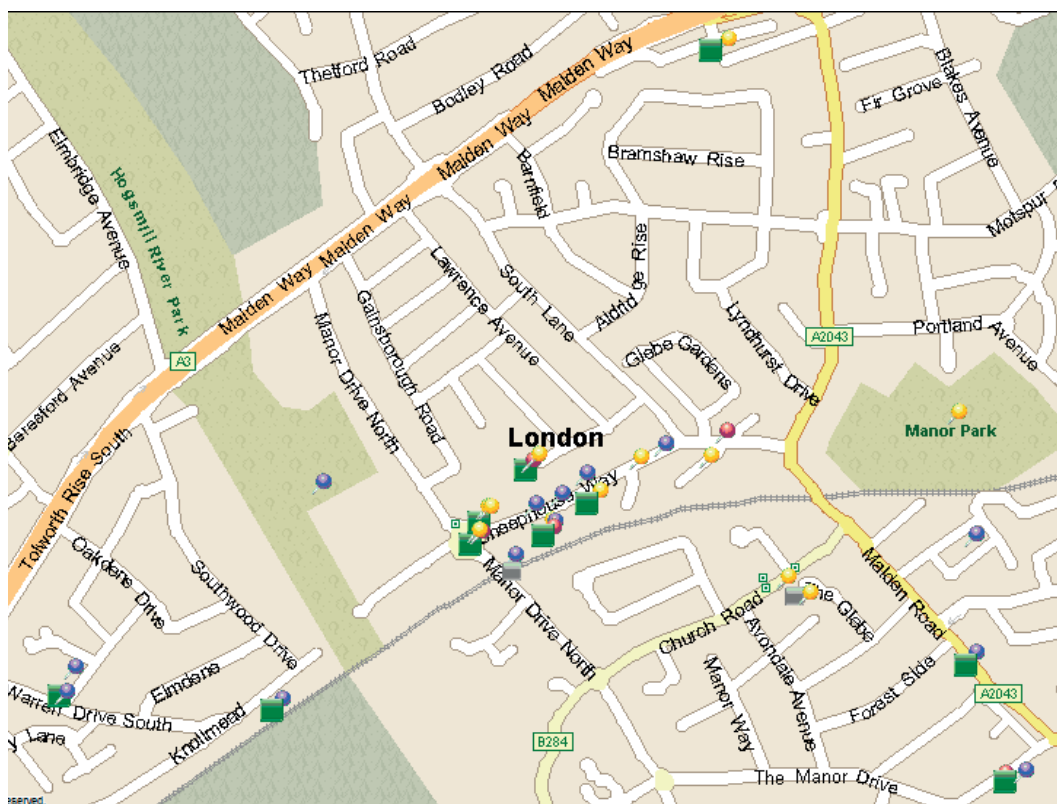 Thetford Road
Bodley Road
Malden Way
Malden Way
Malden Way
Malden Way
Malden Way
Fir Grove
Blakes Avenue
Elmbridge Avenue
Hogsmill River Park
Barnfield
Bramshaw Rise
Motspur
Aldridge Rise
South Lane
Lawrence Avenue
Gainsborough Road
Manor Drive North
Lyndhurst Drive
Glebe Gardens
A2043
Portland Avenue
A3
Beresford Avenue
Tolworth Rise South
London
Manor Park
Sheephouse Way
Oakdene Drive
Southwood Drive
Manor Drive North
Church Road
The Glebe
Malden Road
Avondale Avenue
Manor Way
Forest Side
A2043
Elmdene
Warren Drive South
Knollmead
Lane
B284
The Manor Drive
eserved